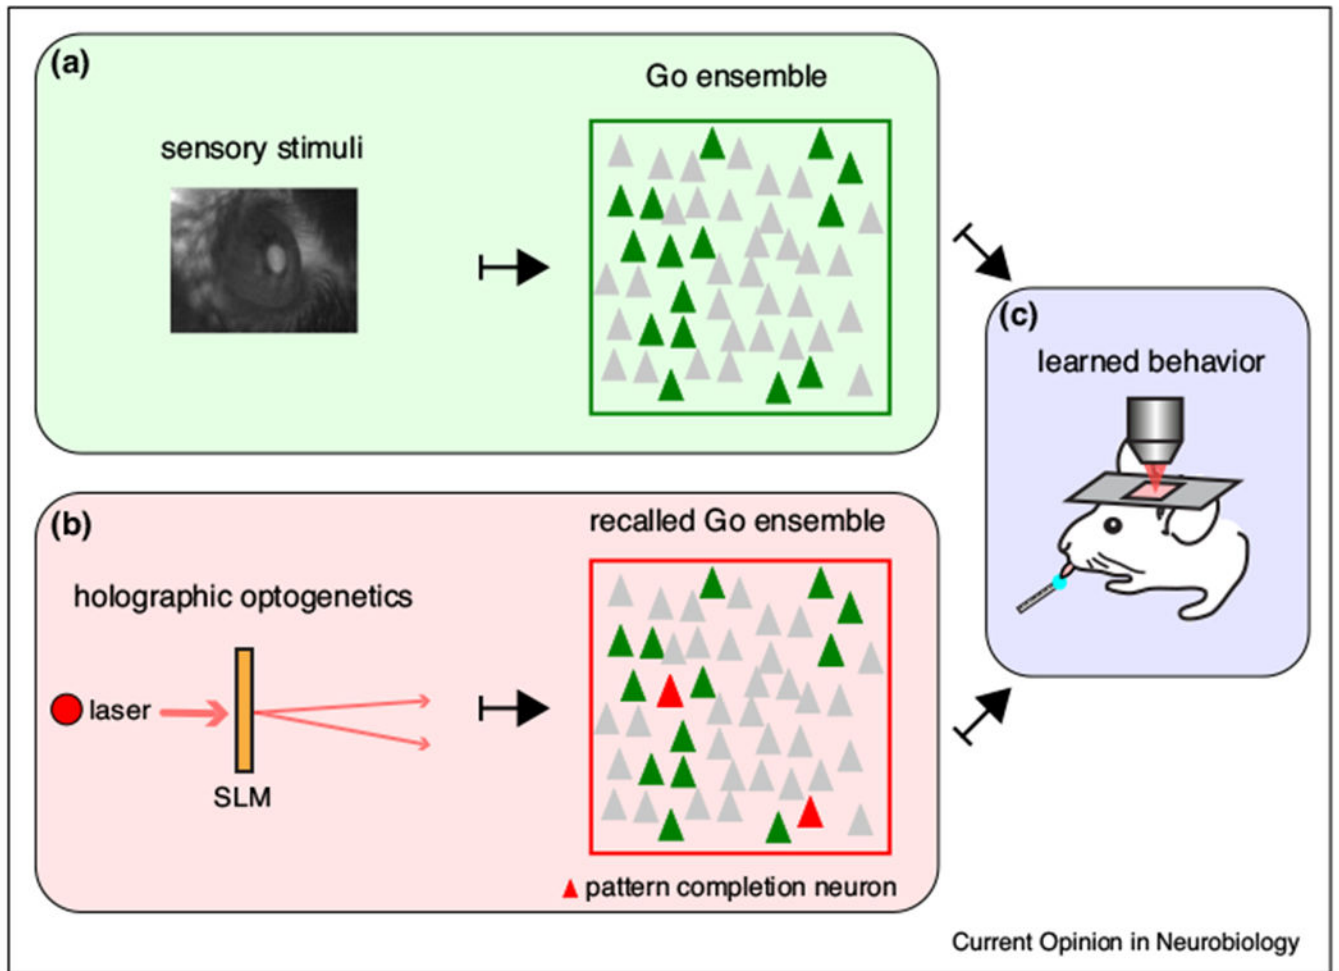 (a)
Go ensemble
sensory stimuli
(c)
learned behavior
(b)
recalled Go ensemble
holographic optogenetics
laser
SLM
pattern completion neuron
Current Opinion in Neurobiology